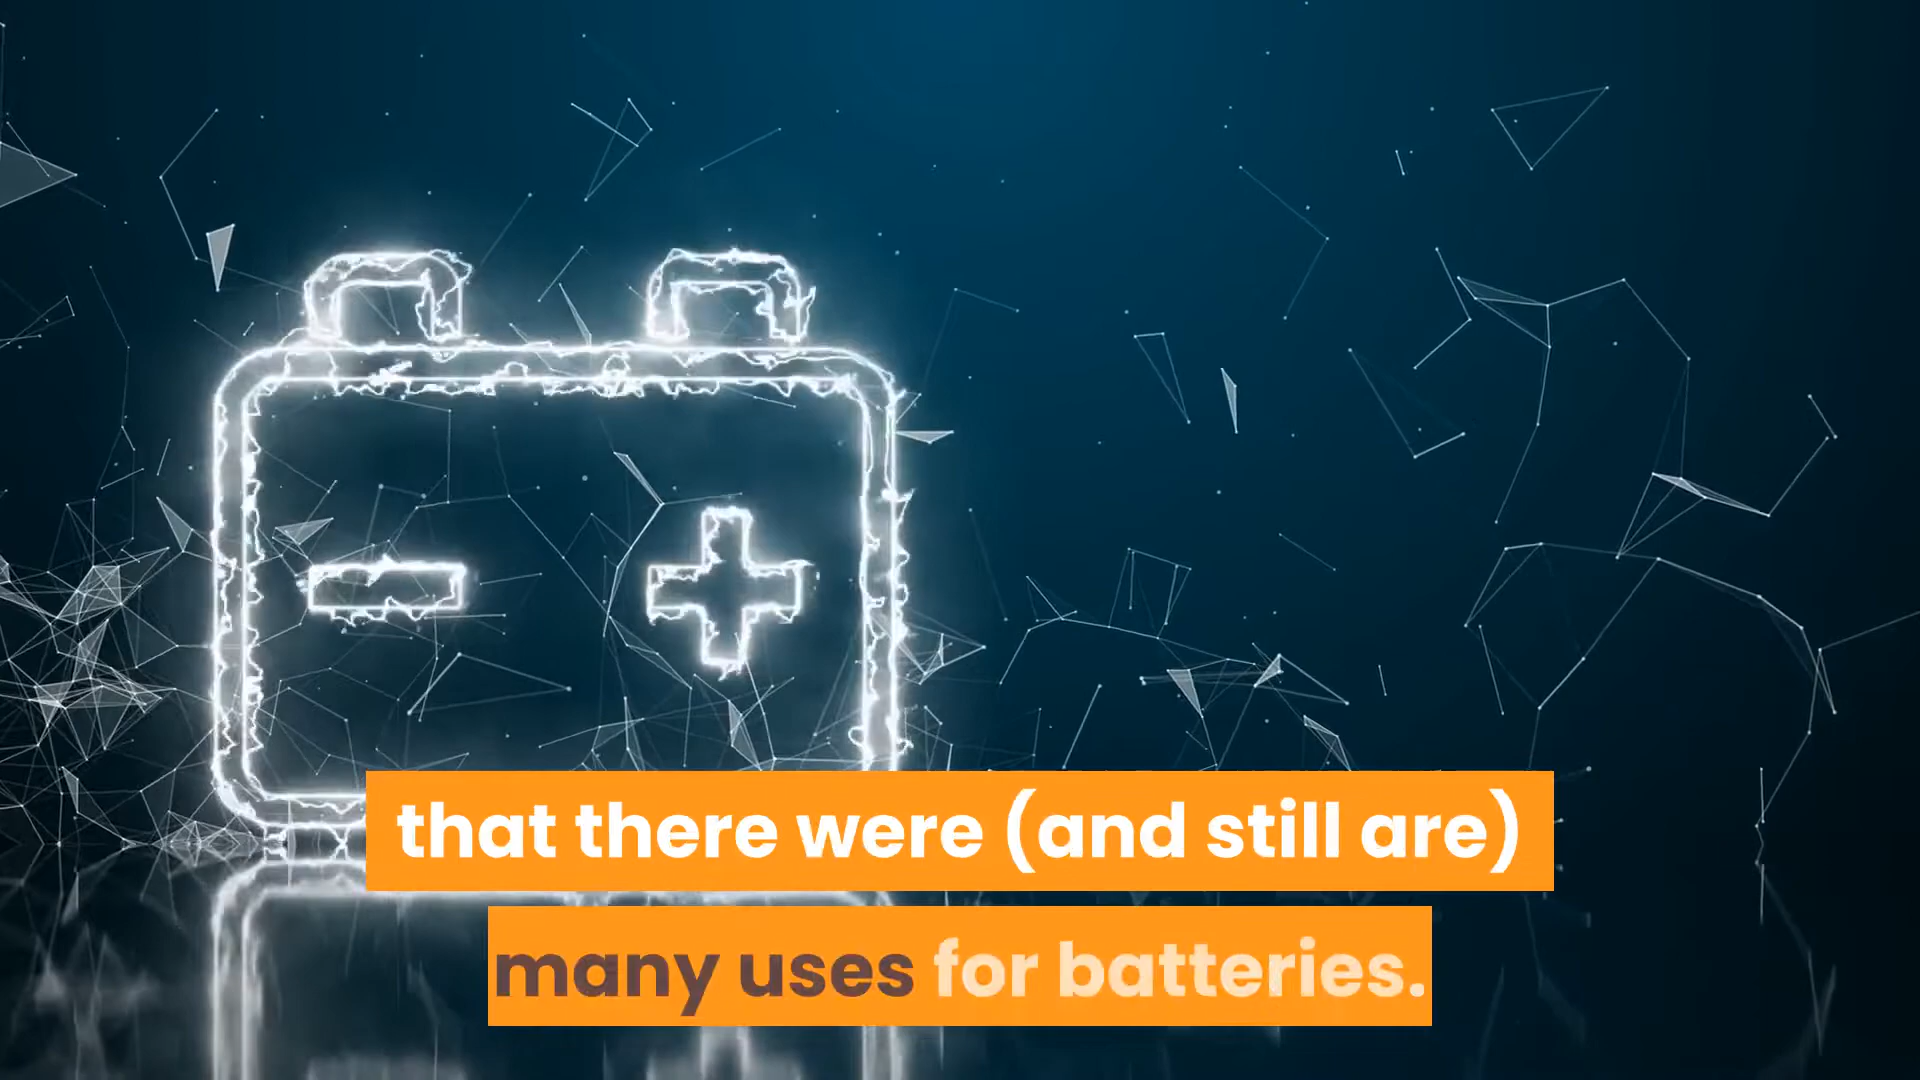 that there were (and still are)
many uses for batteries.